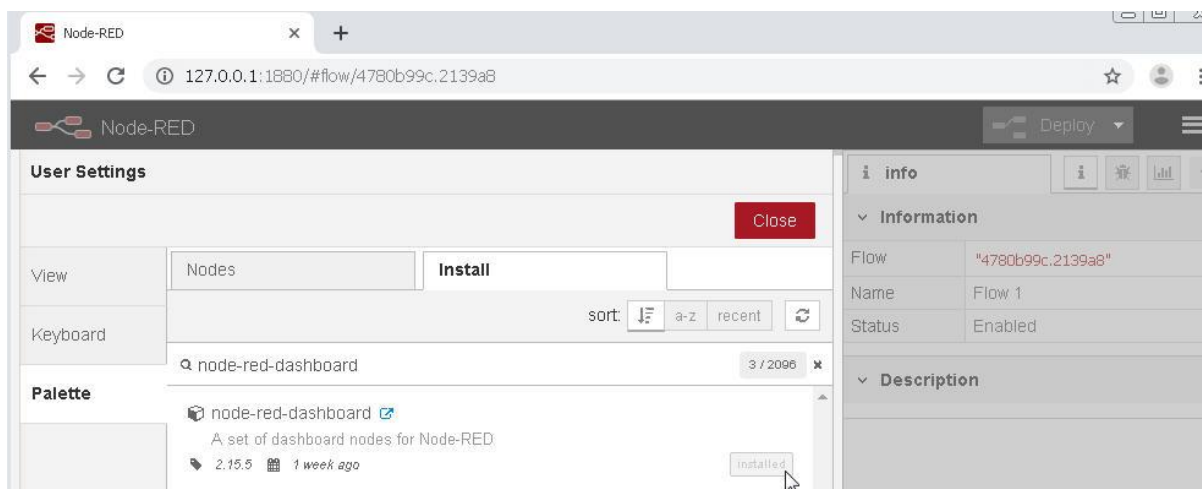 Node-RED
127.0.0.1:1880/#flow/4780b99c.2139a8
Node-RED
Deploy
User Settings
Close
View
Keyboard
Palette
Nodes
Install
sort:
a-z
recent
node-red-dashboard
3 / 2096
node-red-dashboard
A set of dashboard nodes for Node-RED
2.15.5
1 week ago
installed
i info
i
Information
Flow "4780b99c.2139a8"
Name Flow 1
Status Enabled
Description